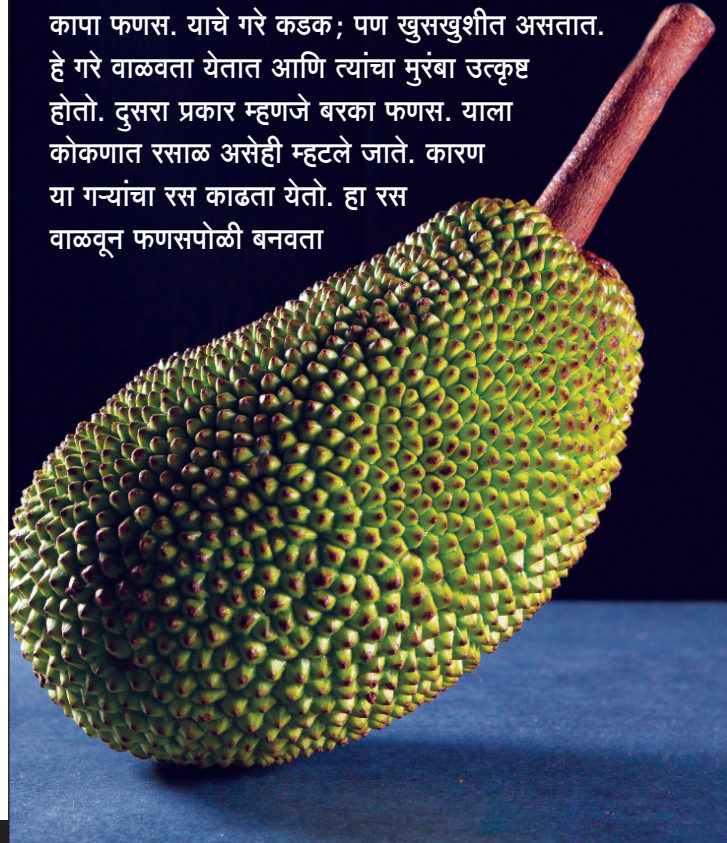 कापा फणस. याचे गरे कडक; पण खुसखुशीत असतात.
हे गरे वाळवता येतात आणि त्यांचा मुरंबा उत्कृष्ट
होतो. दुसरा प्रकार म्हणजे बरका फणस. याला
कोकणात रसाळ असेही म्हटले जाते. कारण
या गऱ्यांचा रस काढता येतो. हा रस
वाळवून फणसपोळी बनवता